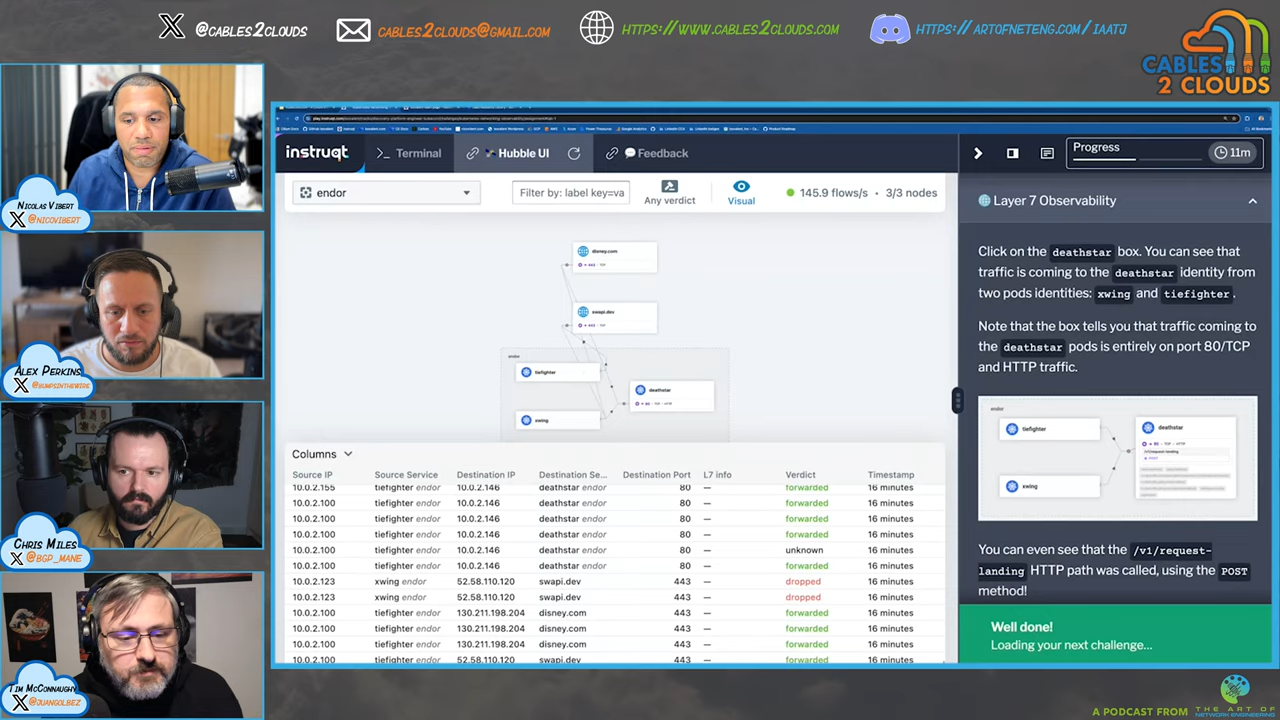 @CABLES2CLOUDS
CABLES2CLOUDS@GMAIL.COM
HTTPS://WWW.CABLES2CLOUDS.COM
HTTPS://ARTOFNETENG.COM/IAATJ
CABLES
2 CLOUDS
NICOLAS VIBERT
@NICOVIBERT
ALEX PERKINS
@BUMPSINTHEWIRE
CHRIS MILES
@BGP_MANE
TIM MCCONNAUGHY
@JUANGOLBEZ
instruqt
Terminal
Hubble UI
Feedback
Progress
11m
endor
Filter by: label key=va
Any verdict
Visual
145.9 flows/s • 3/3 nodes
disney.com
443 · TCP
swapi.dev
443 · TCP
endor
tiefighter
deathstar
80 · TCP · HTTP
xwing
Columns
Source IP Source Service Destination IP Destination Se... Destination Port L7 info Verdict Timestamp
10.0.2.155 tiefighter endor 10.0.2.146 deathstar endor 80 — forwarded 16 minutes
10.0.2.100 tiefighter endor 10.0.2.146 deathstar endor 80 — forwarded 16 minutes
10.0.2.100 tiefighter endor 10.0.2.146 deathstar endor 80 — forwarded 16 minutes
10.0.2.100 tiefighter endor 10.0.2.146 deathstar endor 80 — forwarded 16 minutes
10.0.2.100 tiefighter endor 10.0.2.146 deathstar endor 80 — unknown 16 minutes
10.0.2.100 tiefighter endor 10.0.2.146 deathstar endor 80 — forwarded 16 minutes
10.0.2.123 xwing endor 52.58.110.120 swapi.dev 443 — dropped 16 minutes
10.0.2.123 xwing endor 52.58.110.120 swapi.dev 443 — dropped 16 minutes
10.0.2.100 tiefighter endor 130.211.198.204 disney.com 443 — forwarded 16 minutes
10.0.2.100 tiefighter endor 130.211.198.204 disney.com 443 — forwarded 16 minutes
10.0.2.100 tiefighter endor 130.211.198.204 disney.com 443 — forwarded 16 minutes
10.0.2.100 tiefighter endor 52.58.110.120 swapi.dev 443 — forwarded 16 minutes
Layer 7 Observability
Click on the deathstar box. You can see that
traffic is coming to the deathstar identity from
two pods identities: xwing and tiefighter.
Note that the box tells you that traffic coming to
the deathstar pods is entirely on port 80/TCP
and HTTP traffic.
endor
tiefighter
deathstar
80 · TCP · HTTP
/v1/request-landing
POST
xwing
You can even see that the /v1/request-
landing HTTP path was called, using the POST
method!
Well done!
Loading your next challenge...
A PODCAST FROM
THE ART OF
NETWORK ENGINEERING